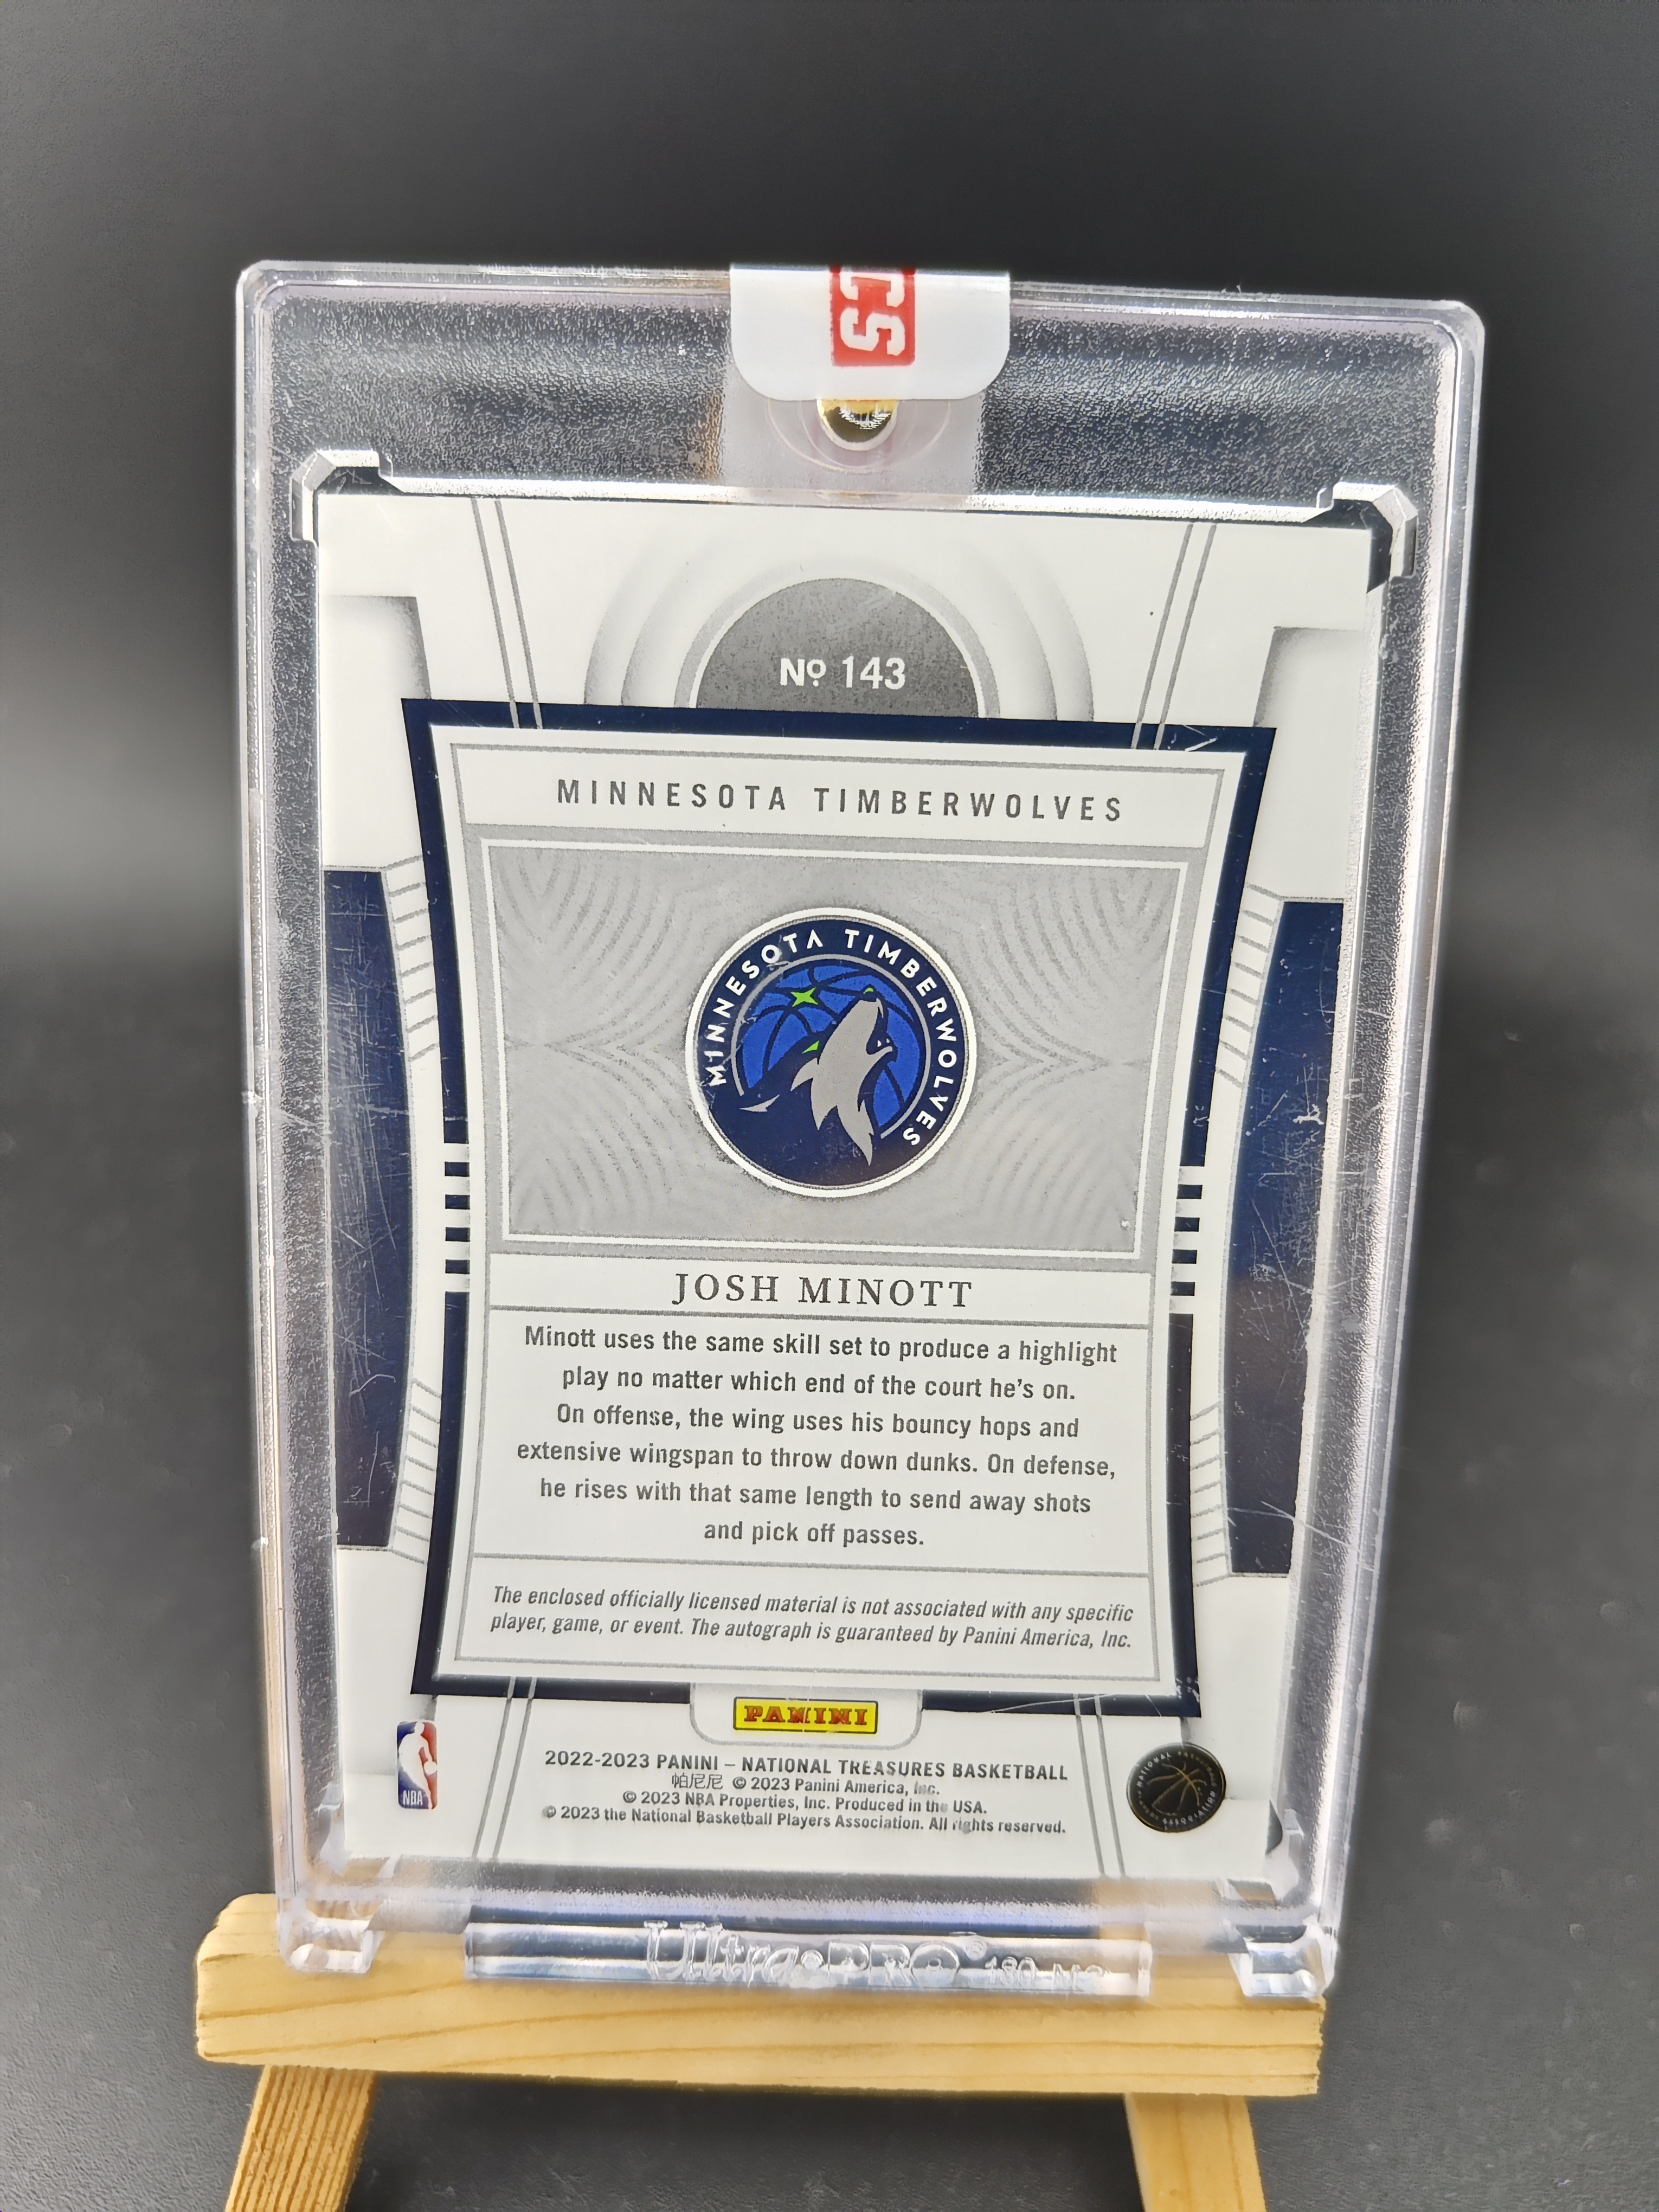 CS
Nº 143
MINNESOTA TIMBERWOLVES
MINNESOTA TIMBERWOLVES
JOSH MINOTT
Minott uses the same skill set to produce a highlight
play no matter which end of the court he's on.
On offense, the wing uses his bouncy hops and
extensive wingspan to throw down dunks. On defense,
he rises with that same length to send away shots
and pick off passes.
The enclosed officially licensed material is not associated with any specific
player, game, or event. The autograph is guaranteed by Panini America, Inc.
PANINI
NBA
2022-2023 PANINI – NATIONAL TREASURES BASKETBALL
帕尼尼 © 2023 Panini America, Inc.
© 2023 NBA Properties, Inc. Produced in the USA.
© 2023 the National Basketball Players Association. All rights reserved.
Ultra•PRO®